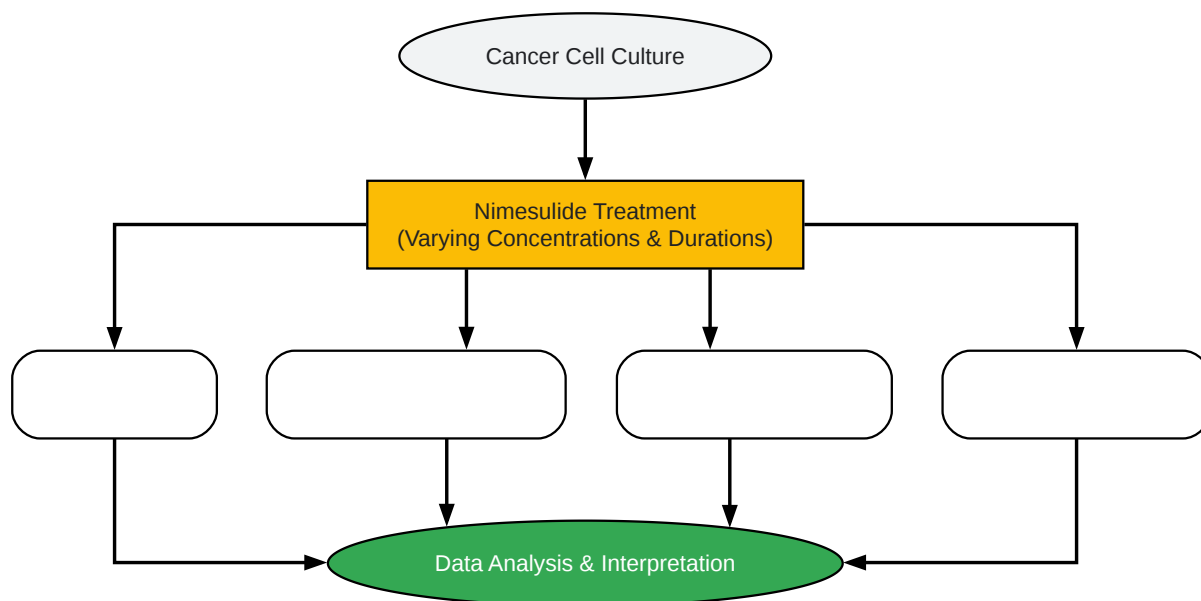 Cancer Cell Culture
Nimesulide Treatment
(Varying Concentrations & Durations)
Data Analysis & Interpretation